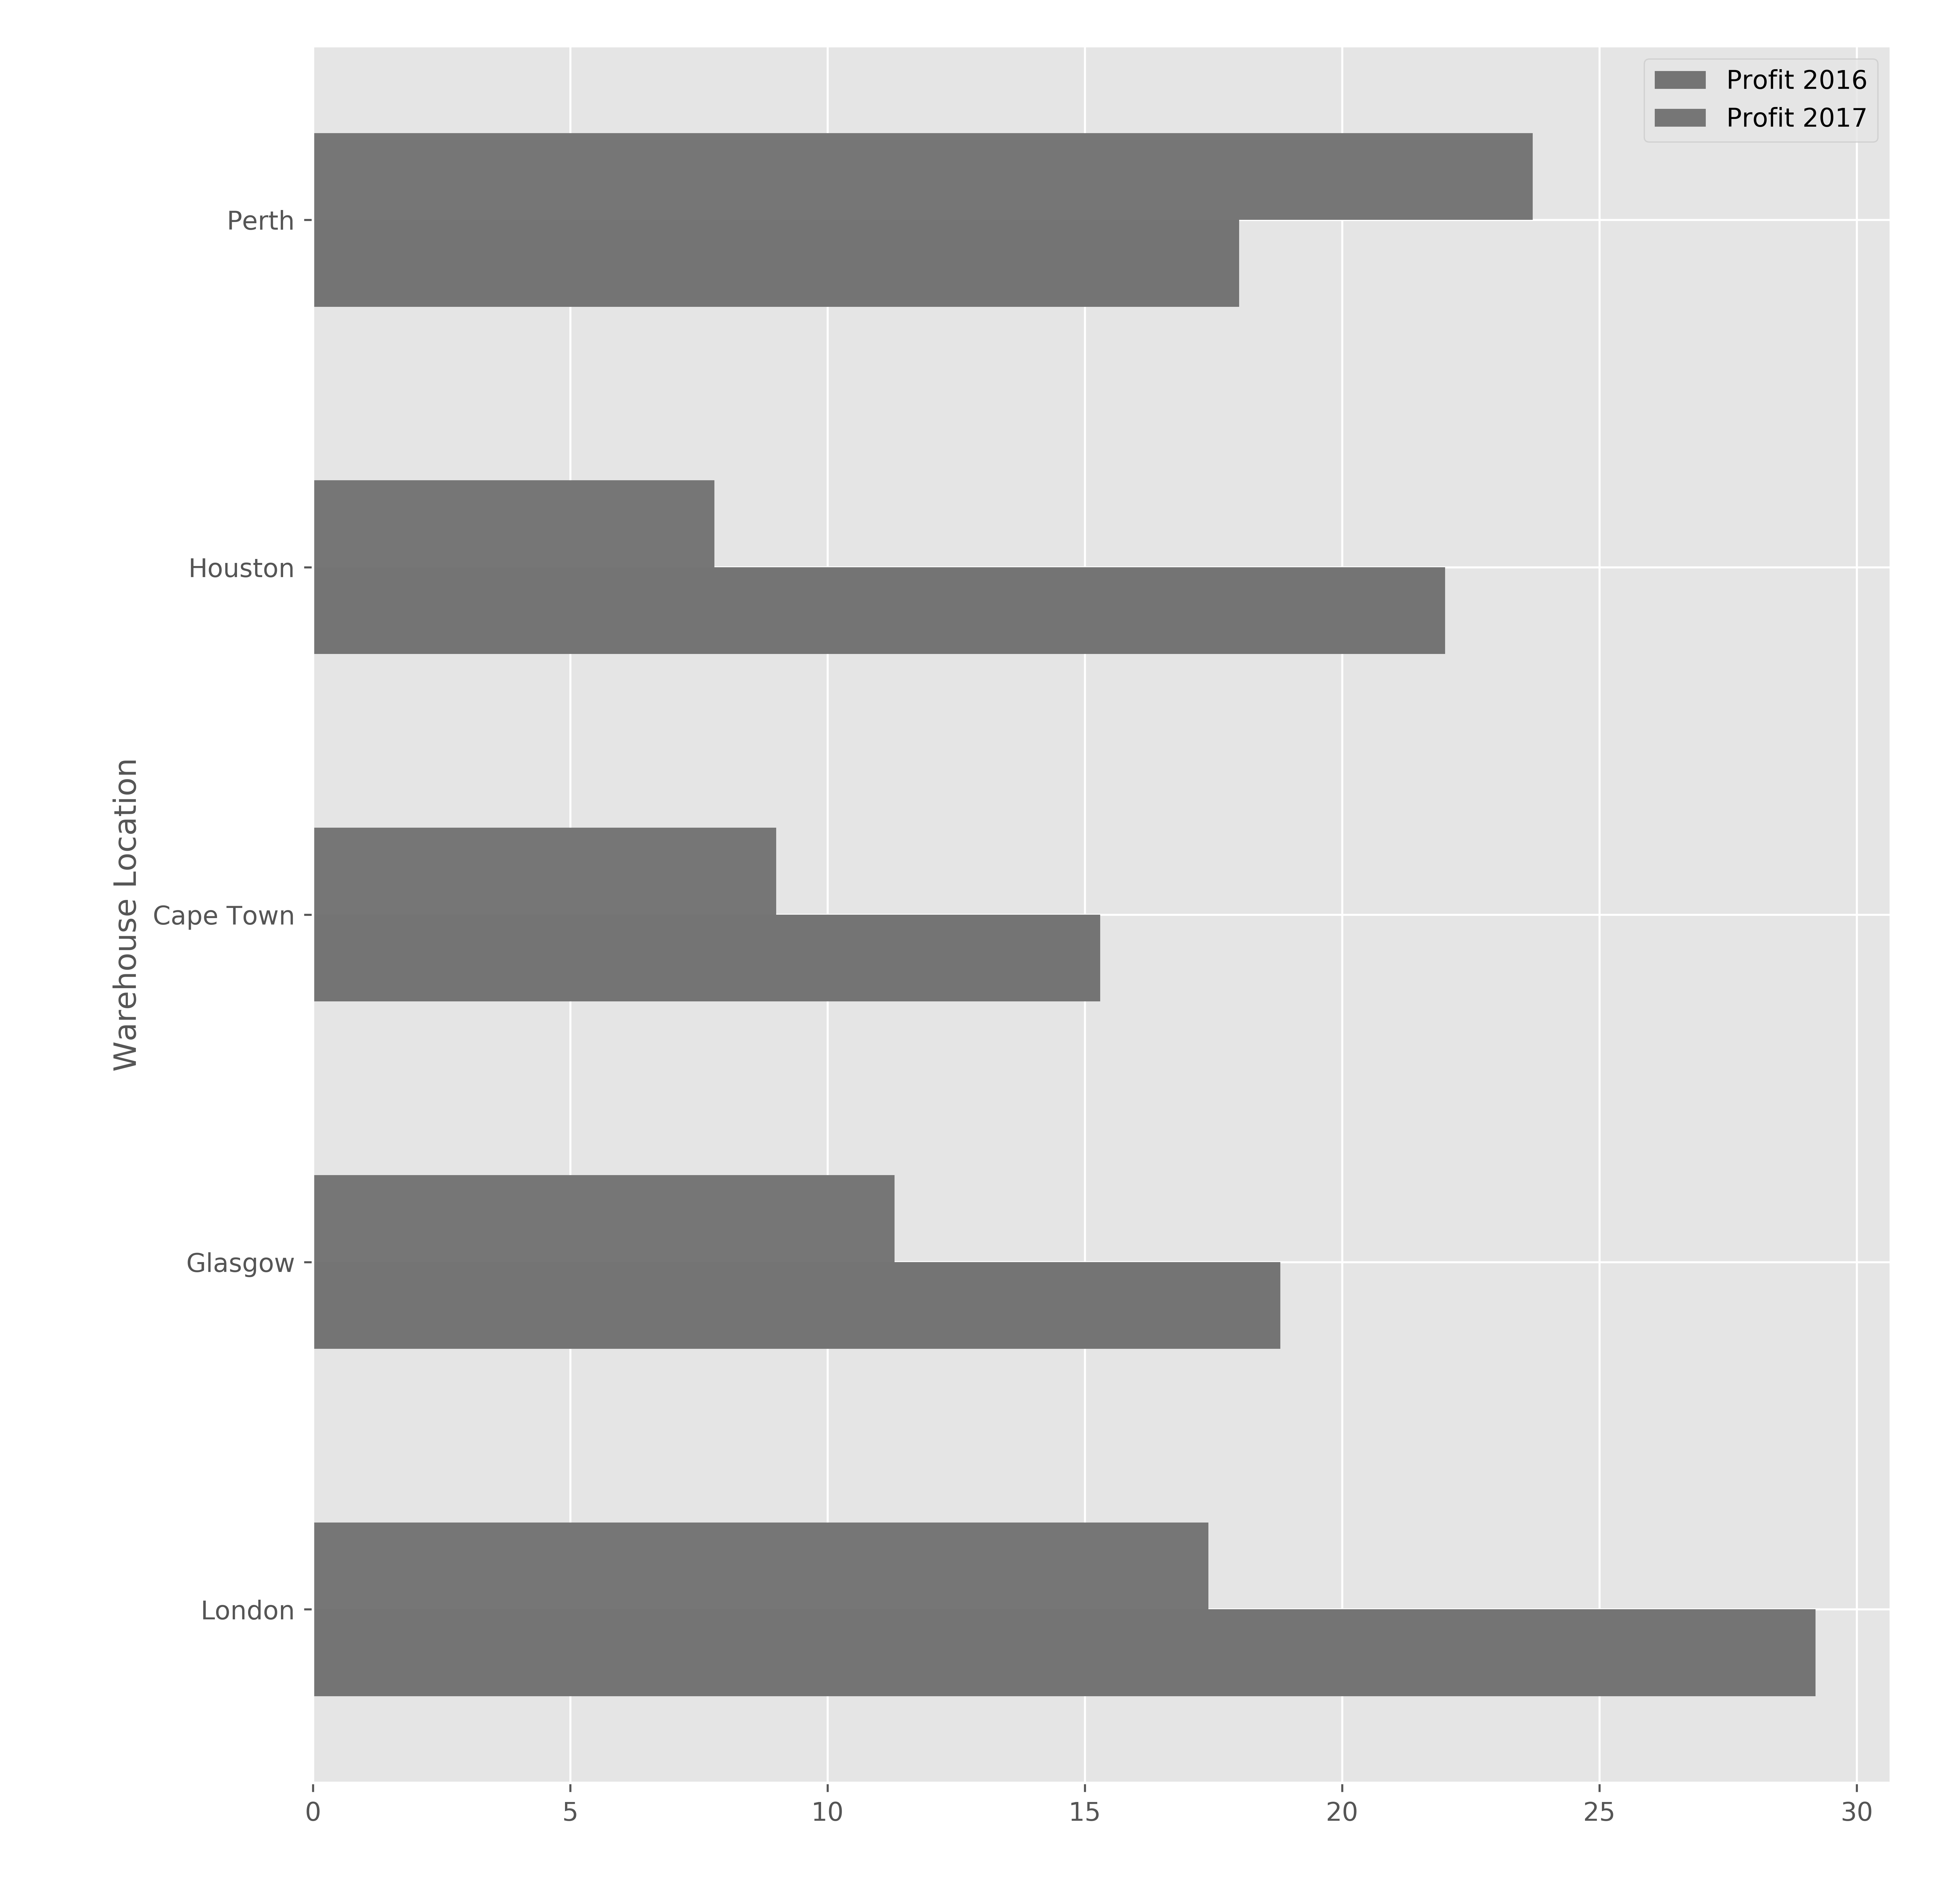 Profit 2016
Profit 2017
Perth
Houston
Cape Town
Glasgow
London
Warehouse Location
0 5 10 15 20 25 30